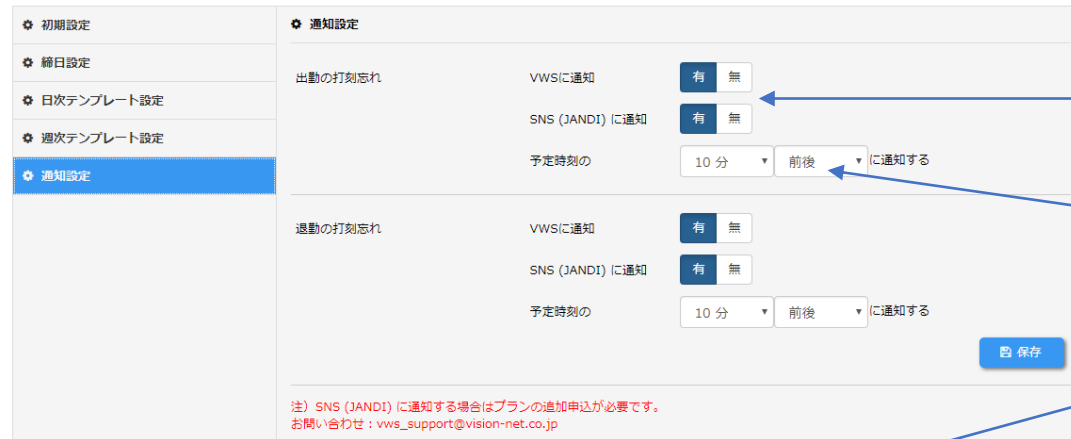 初期設定
締日設定
日次テンプレート設定
週次テンプレート設定
通知設定
通知設定
出勤の打刻忘れ VWSに通知 有 無
SNS (JANDI) に通知 有 無
予定時刻の 10 分 前後 に通知する
退勤の打刻忘れ VWSに通知 有 無
SNS (JANDI) に通知 有 無
予定時刻の 10 分 前後 に通知する
保存
注）SNS (JANDI) に通知する場合はプランの追加申込が必要です。
お問い合わせ：vws_support@vision-net.co.jp